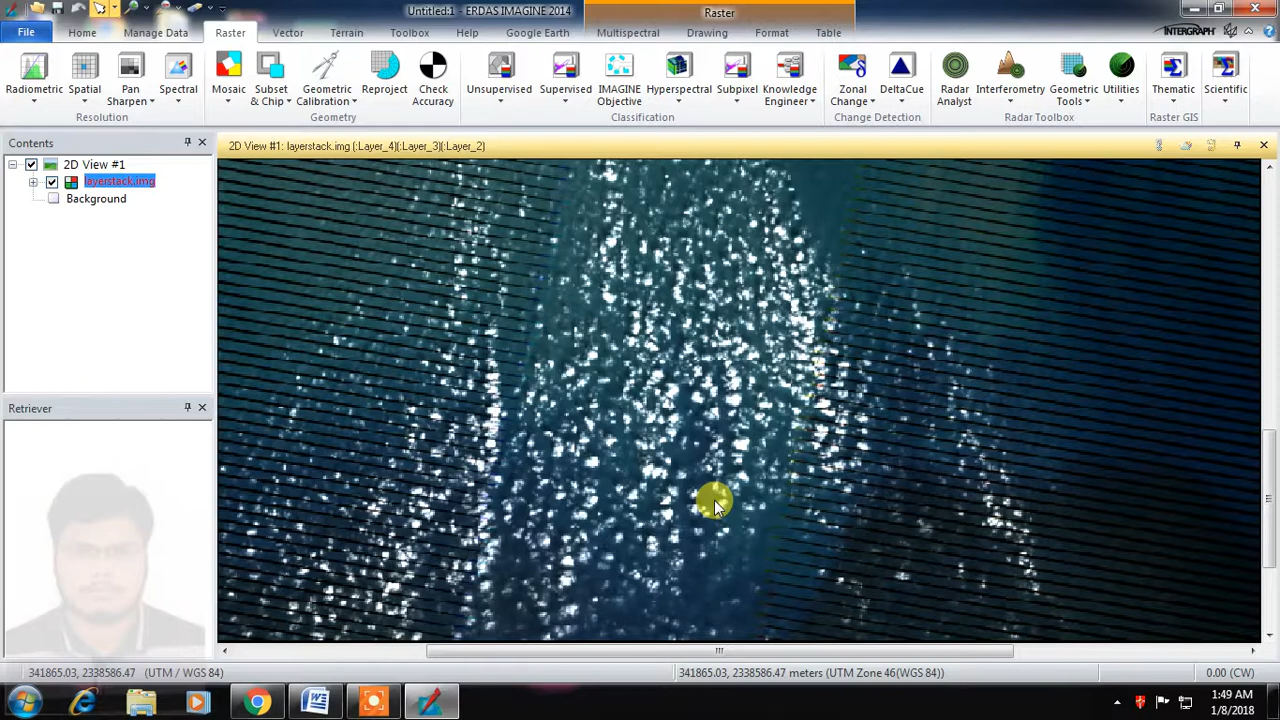 Untitled:1 - ERDAS IMAGINE 2014
Raster
File
Home
Manage Data
Raster
Vector
Terrain
Toolbox
Help
Google Earth
Multispectral
Drawing
Format
Table
INTERGRAPH
Radiometric
Spatial
Pan Sharpen
Spectral
Mosaic
Subset & Chip
Geometric Calibration
Reproject
Check Accuracy
Unsupervised
Supervised
IMAGINE Objective
Hyperspectral
Subpixel
Knowledge Engineer
Zonal Change
DeltaCue
Radar Analyst
Interferometry
Geometric Tools
Utilities
Thematic
Scientific
Resolution
Geometry
Classification
Change Detection
Radar Toolbox
Raster GIS
Contents
2D View #1
layerstack.img
Background
2D View #1: layerstack.img (:Layer_4)(:Layer_3)(:Layer_2)
Retriever
341865.03, 2338586.47 (UTM / WGS 84)
341865.03, 2338586.47 meters (UTM Zone 46(WGS 84))
0.00 (CW)
1:49 AM
1/8/2018